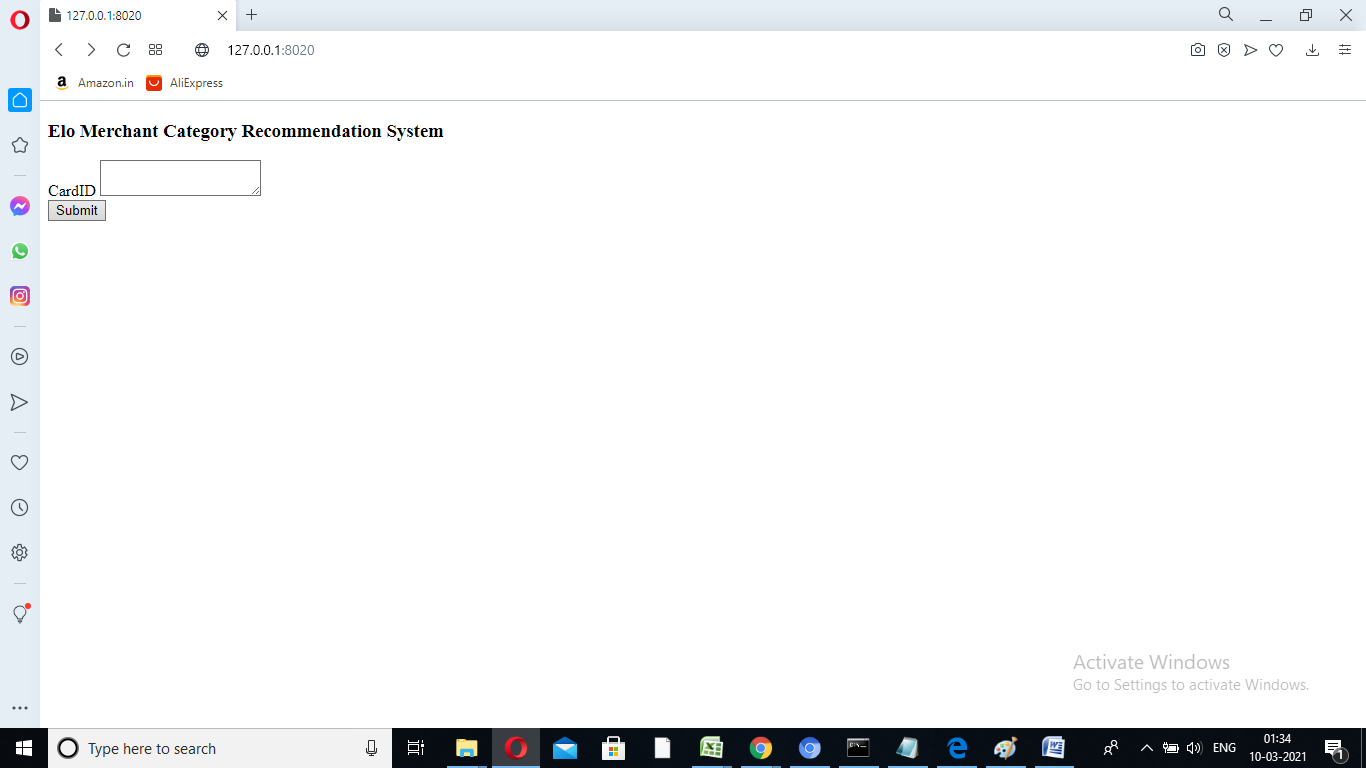 127.0.0.1:8020
127.0.0.1:8020
a Amazon.in AliExpress
Elo Merchant Category Recommendation System
CardID
Submit
Activate Windows
Go to Settings to activate Windows.
Type here to search
ENG
01:34
10-03-2021
1